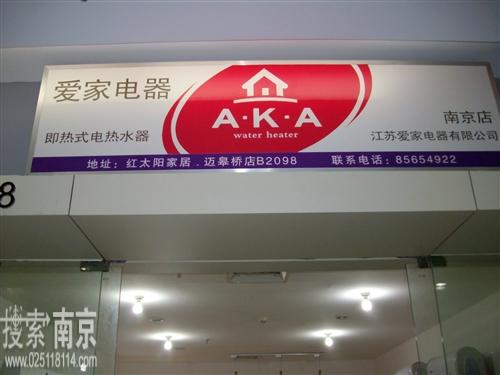 爱家电器
即热式电热水器
A·K·A
water heater
南京店
江苏爱家电器有限公司
地址：红太阳家居．迈皋桥店B2098
联系电话：85654922
8
搜索南京
www.025118114.com